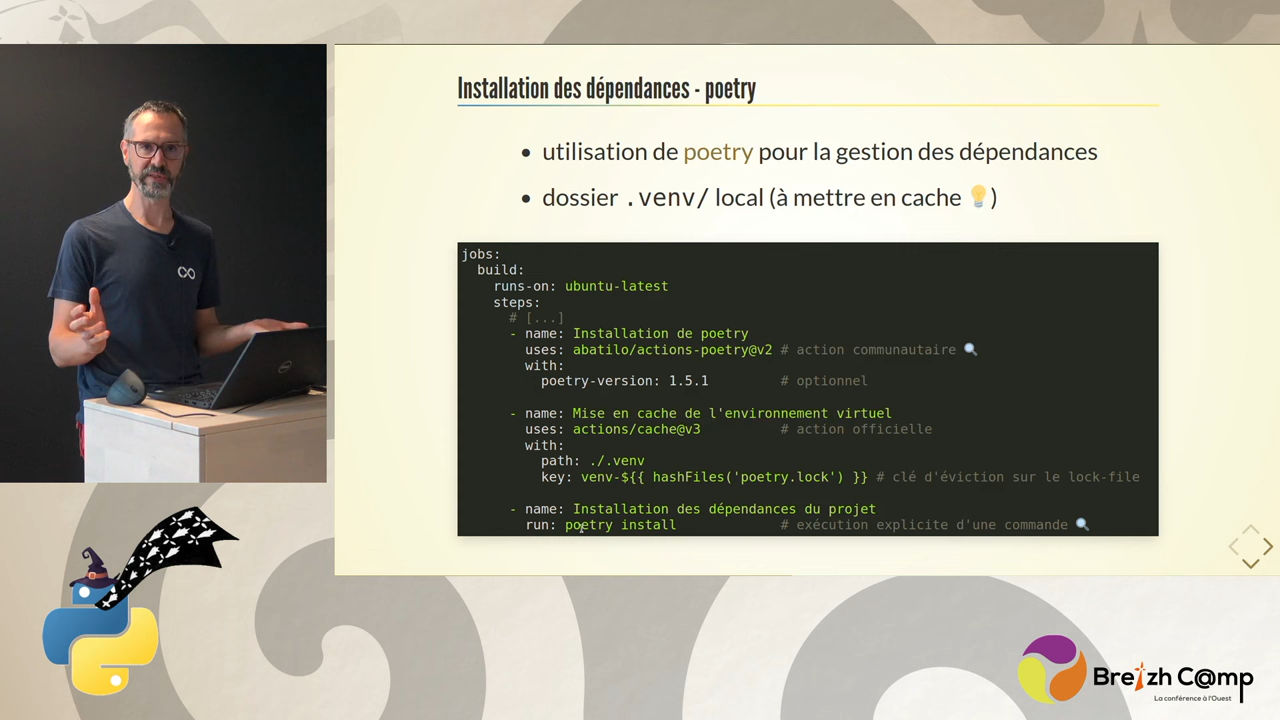 Installation des dépendances - poetry
utilisation de poetry pour la gestion des dépendances
dossier .venv/ local (à mettre en cache 💡)
jobs:
  build:
    runs-on: ubuntu-latest
    steps:
      # [...]
      - name: Installation de poetry
        uses: abatilo/actions-poetry@v2 # action communautaire 🔍
        with:
          poetry-version: 1.5.1         # optionnel
      - name: Mise en cache de l'environnement virtuel
        uses: actions/cache@v3          # action officielle
        with:
          path: ./.venv
          key: venv-${{ hashFiles('poetry.lock') }} # clé d'éviction sur le lock-file
      - name: Installation des dépendances du projet
        run: poetry install             # exécution explicite d'une commande 🔍
DELL
Breizh C@mp
La conférence à l'Ouest